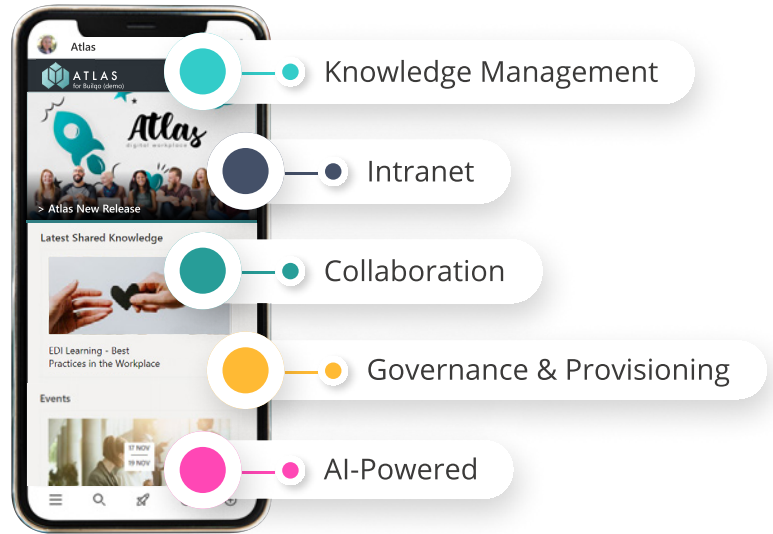 Atlas
ATLAS
for Builqo (demo)
Atlas
digital workplace
> Atlas New Release
Latest Shared Knowledge
EDI Learning - Best
Practices in the Workplace
Events
17 NOV
19 NOV
Knowledge Management
Intranet
Collaboration
Governance & Provisioning
AI-Powered